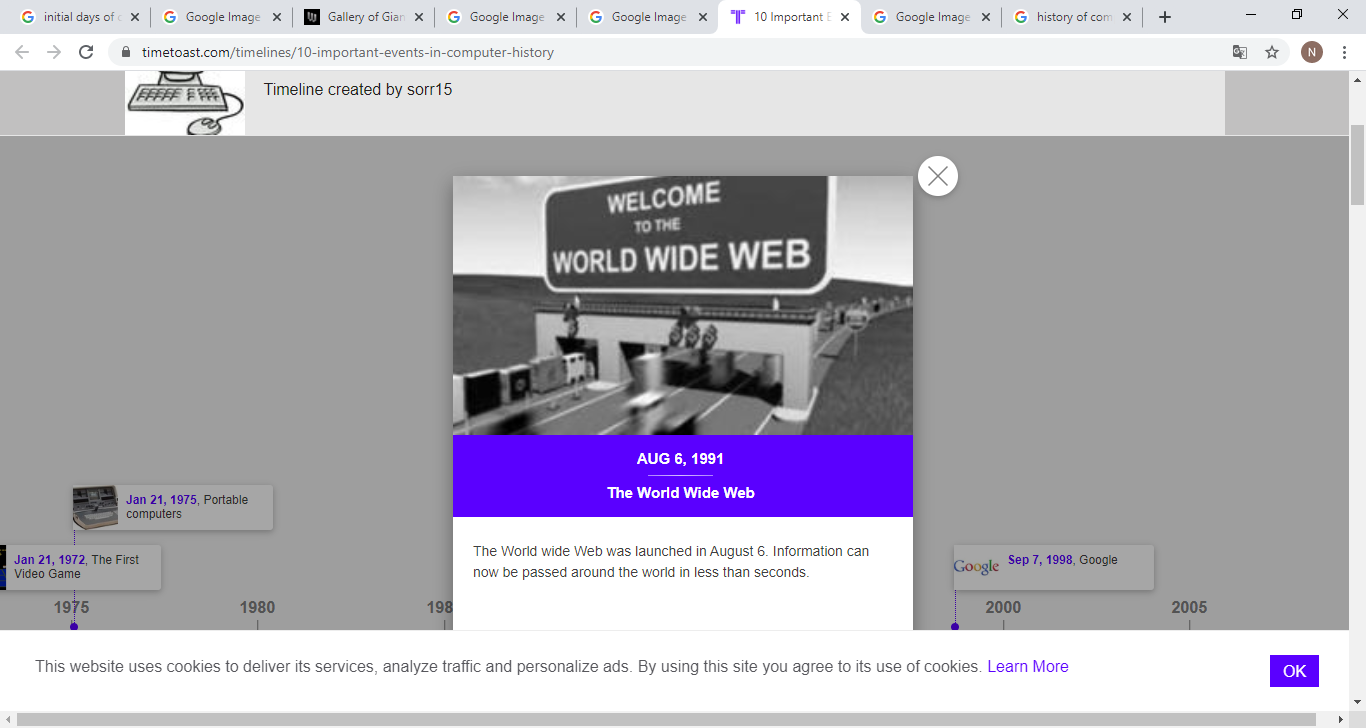 initial days of c
Google Image
Gallery of Gian
Google Image
Google Image
10 Important E
Google Image
history of com
timetoast.com/timelines/10-important-events-in-computer-history
N
Timeline created by sorr15
WELCOME
TO THE
WORLD WIDE WEB
AUG 6, 1991
The World Wide Web
The World wide Web was launched in August 6. Information can
now be passed around the world in less than seconds.
Jan 21, 1975, Portable
computers
Jan 21, 1972, The First
Video Game
Google
Sep 7, 1998, Google
1975
1980
198
2000
2005
This website uses cookies to deliver its services, analyze traffic and personalize ads. By using this site you agree to its use of cookies. Learn More
OK